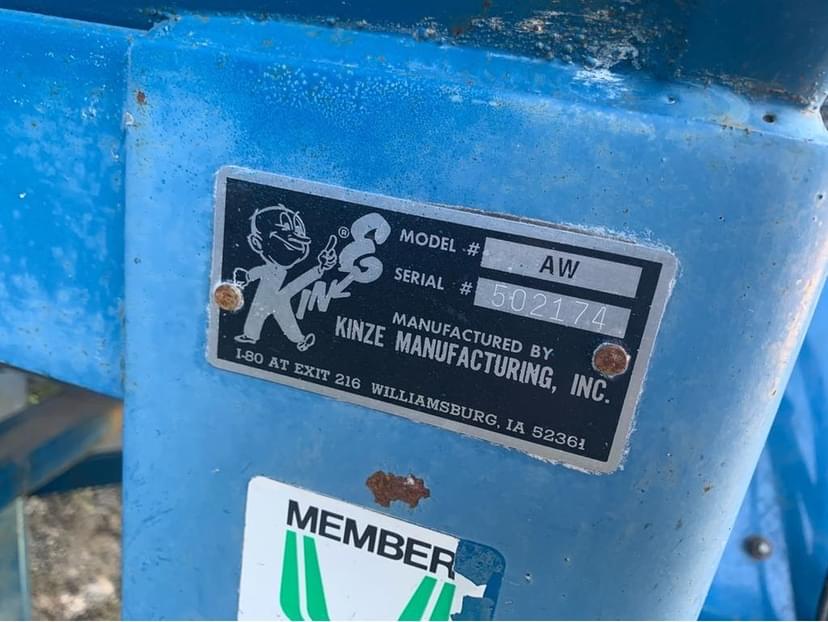 KINZE ®
MODEL # AW
SERIAL # 502174
MANUFACTURED BY
KINZE MANUFACTURING, INC.
I-80 AT EXIT 216 WILLIAMSBURG, IA 52361
MEMBER